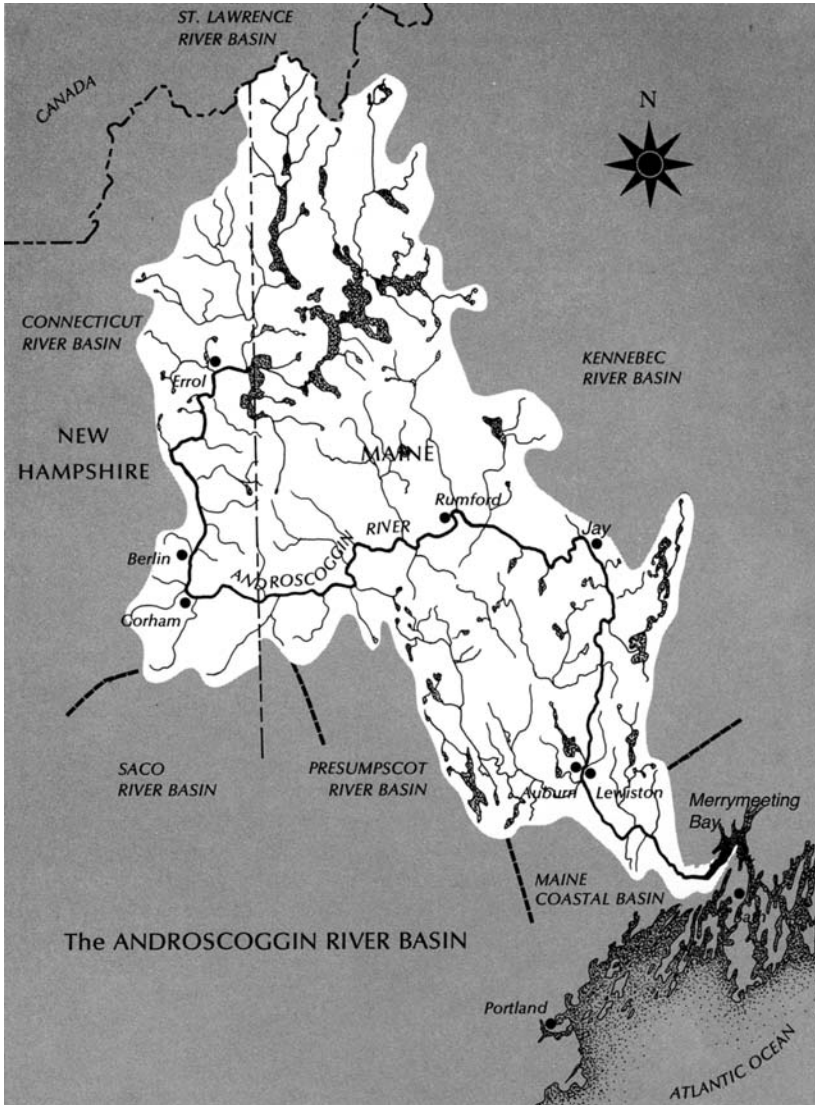 ST. LAWRENCE
RIVER BASIN
CANADA
N
CONNECTICUT
RIVER BASIN
KENNEBEC
RIVER BASIN
Errol
NEW
HAMPSHIRE
MAINE
Rumford
Jay
Berlin
ANDROSCOGGIN RIVER
Gorham
SACO
RIVER BASIN
PRESUMPSCOT
RIVER BASIN
Auburn
Lewiston
Merrymeeting
Bay
MAINE
COASTAL BASIN
Bath
The ANDROSCOGGIN RIVER BASIN
Portland
ATLANTIC OCEAN